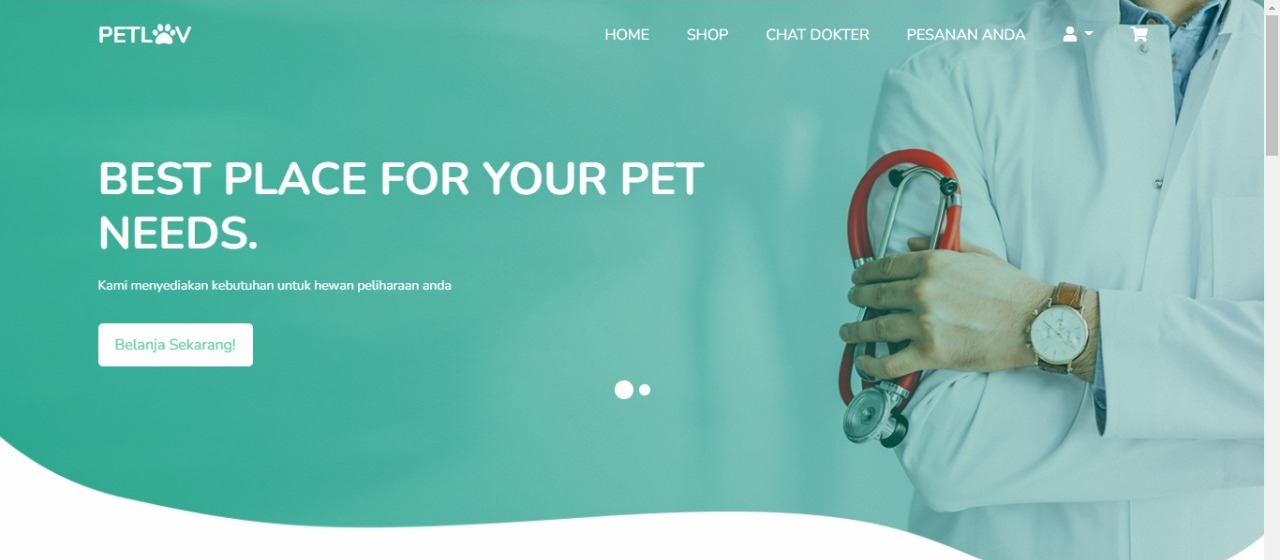 PETLOV
HOME SHOP CHAT DOKTER PESANAN ANDA
BEST PLACE FOR YOUR PET
NEEDS.
Kami menyediakan kebutuhan untuk hewan peliharaan anda
Belanja Sekarang!